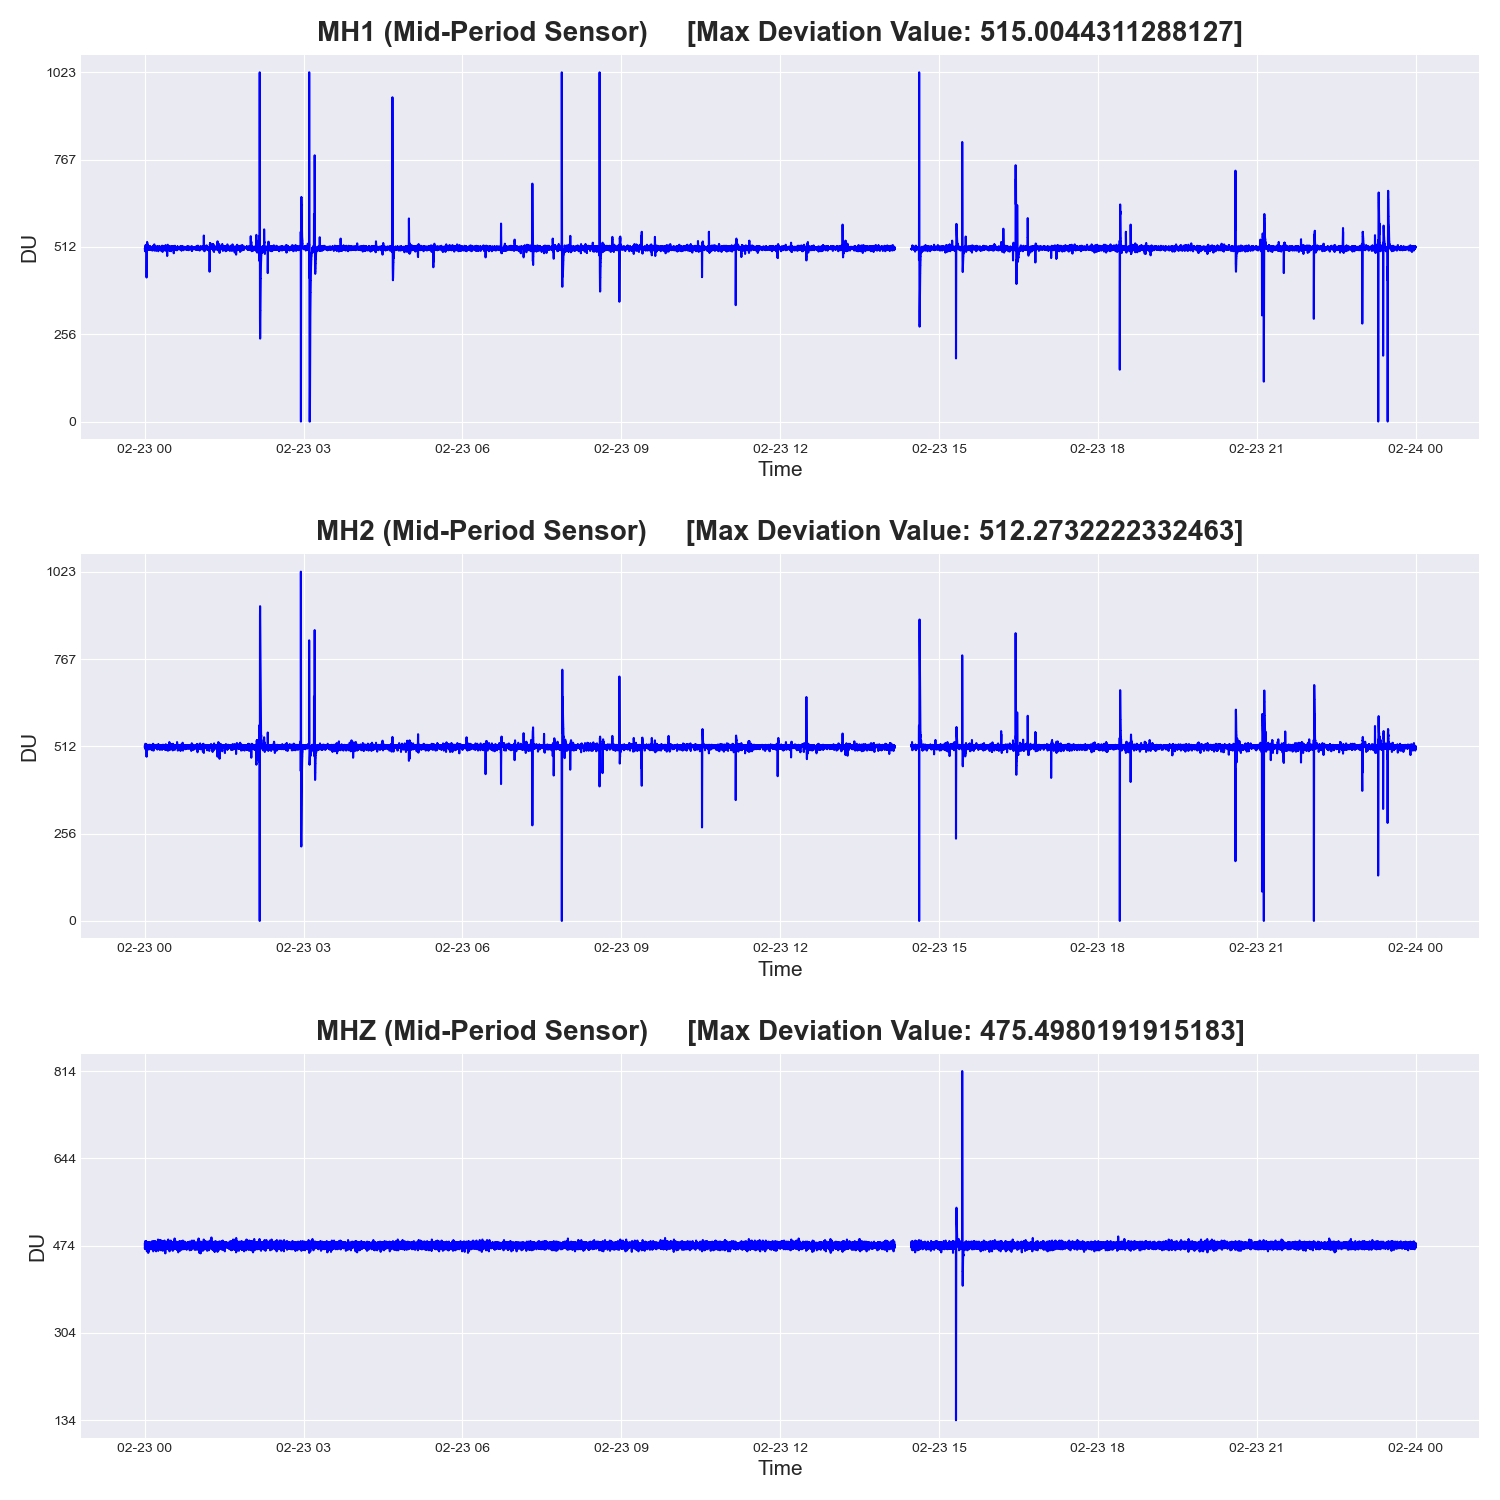 MH1 (Mid-Period Sensor) [Max Deviation Value: 515.0044311288127]
1023
767
512
256
0
DU
02-23 00 02-23 03 02-23 06 02-23 09 02-23 12 02-23 15 02-23 18 02-23 21 02-24 00
Time
MH2 (Mid-Period Sensor) [Max Deviation Value: 512.2732222332463]
1023
767
512
256
0
DU
02-23 00 02-23 03 02-23 06 02-23 09 02-23 12 02-23 15 02-23 18 02-23 21 02-24 00
Time
MHZ (Mid-Period Sensor) [Max Deviation Value: 475.4980191915183]
814
644
474
304
134
DU
02-23 00 02-23 03 02-23 06 02-23 09 02-23 12 02-23 15 02-23 18 02-23 21 02-24 00
Time